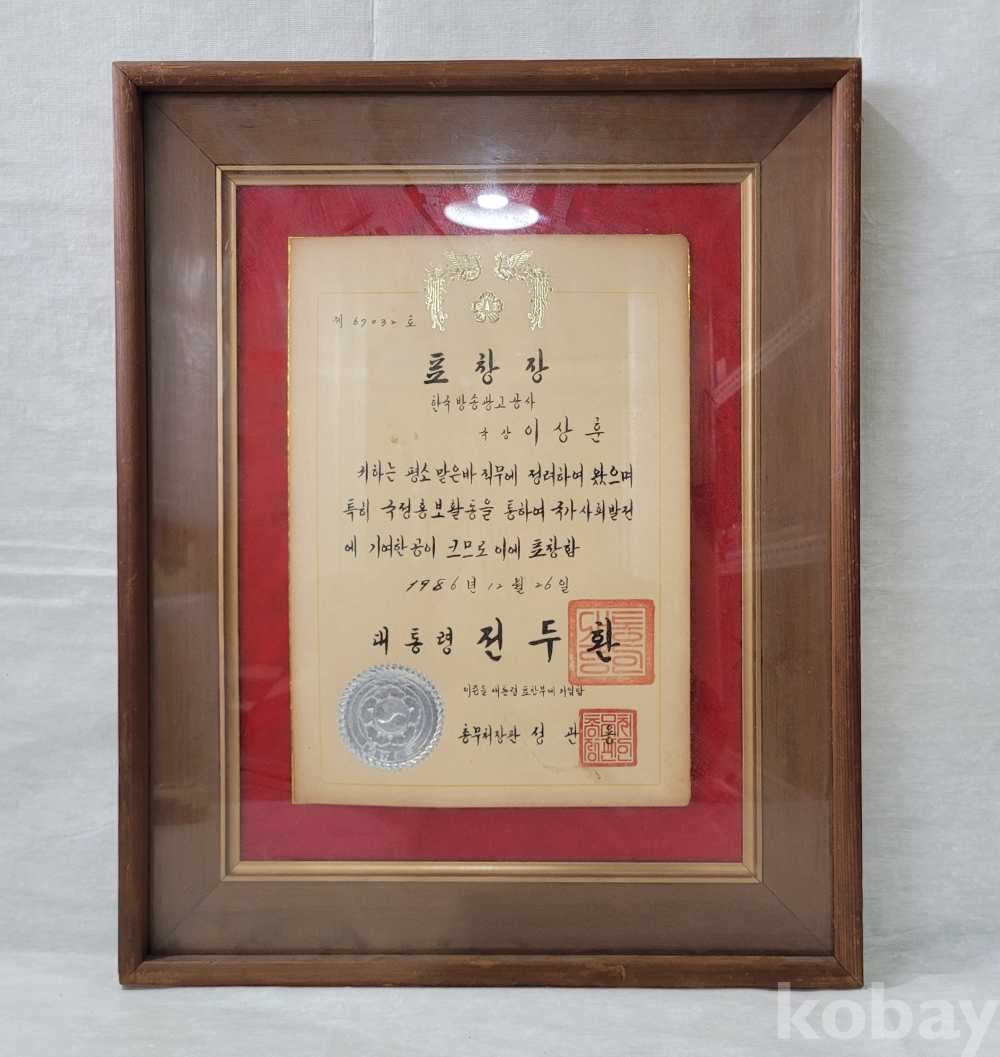 제 67032 호
표창장
한국방송광고공사
국장 이상훈
귀하는 평소 맡은바 직무에 정려하여 왔으며
특히 국정홍보활동을 통하여 국가사회발전
에 기여한 공이 크므로 이에 표창함
1986년 12월 26일
대통령 전두환
이증을 대통령표창부에 기입함
총무처장관 정관용
kobay